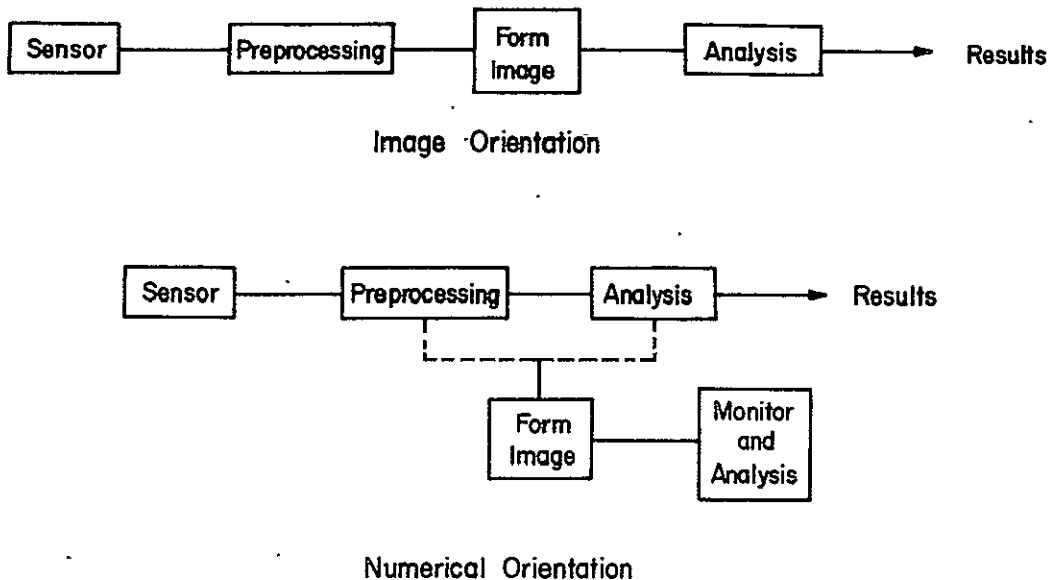 Sensor
Preprocessing
Form
Image
Analysis
Results
Image Orientation
Sensor
Preprocessing
Analysis
Results
Form
Image
Monitor
and
Analysis
Numerical Orientation